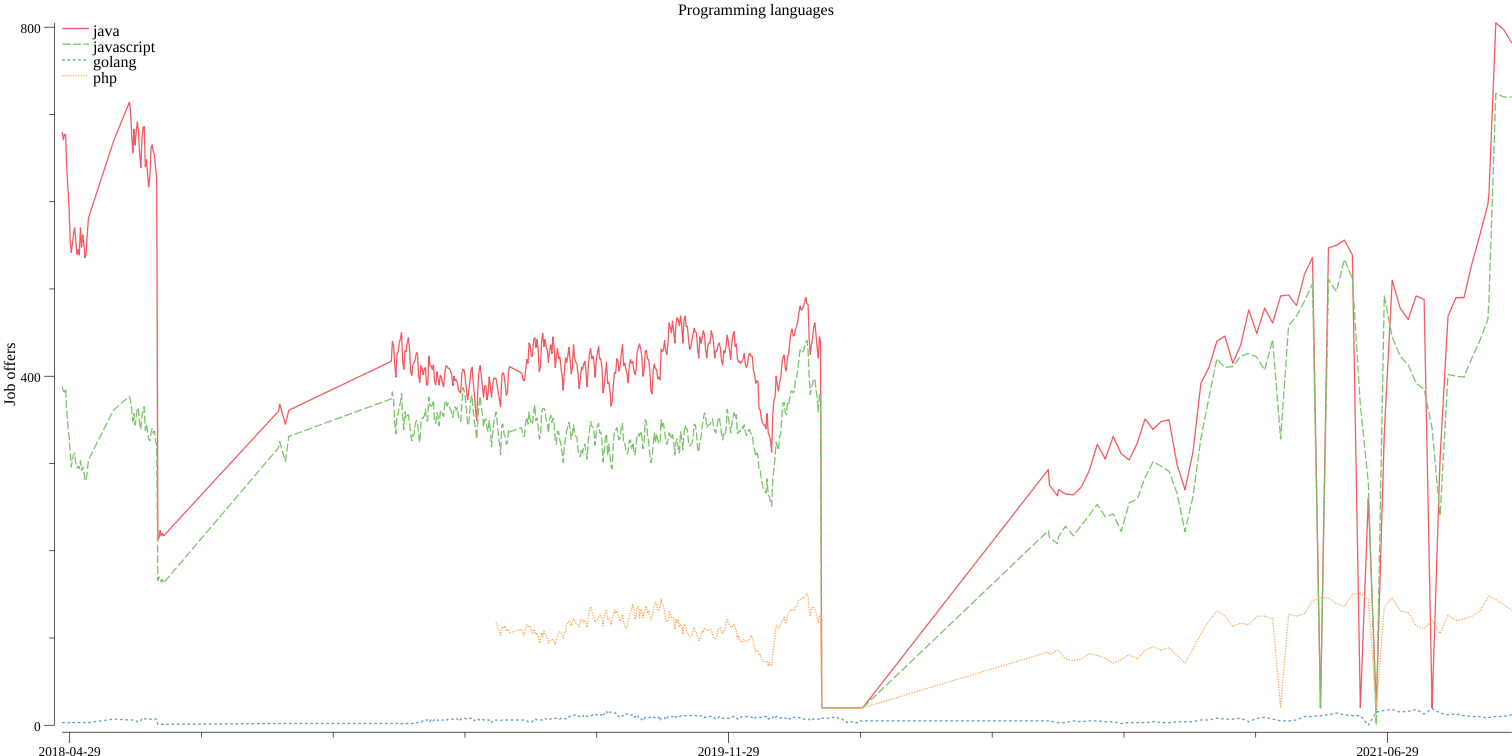 Programming languages
800
java
javascript
golang
php
Job offers
400
0
2018-04-29
2019-11-29
2021-06-29